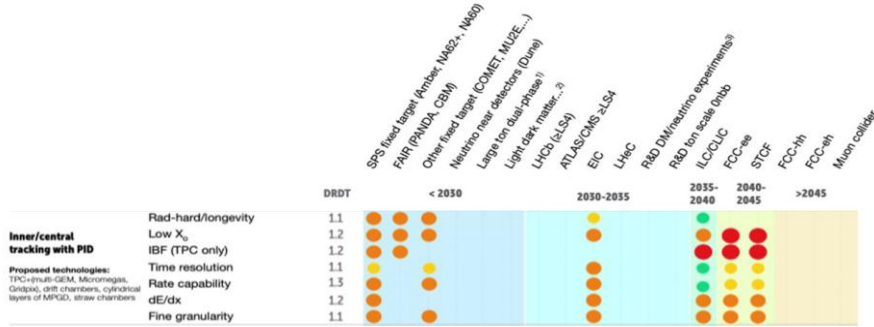 SPS fixed target (Amber, NA62+, NA60)
FAIR (PANDA, CBM)
Other fixed target (COMET, MU2E,...)
Neutrino near detectors (Dune)
Large ton dual-phase 1)
Light dark matter... 2)
LHCb (≥LS4)
ATLAS/CMS ≥LS4
EIC
LHeC
R&D DM/neutrino experiments3)
R&D ton scale 0nbb
ILC/CLIC
FCC-ee
STCF
FCC-hh
FCC-eh
Muon collider
DRDT < 2030 2030-2035 2035-2040 2040-2045 >2045
Inner/central
tracking with PID
Proposed technologies:
TPC+(multi-GEM, Micromegas,
Gridpix), drift chambers, cylindrical
layers of MPGD, straw chambers
Rad-hard/longevity 1.1
Low Xo 1.2
IBF (TPC only) 1.2
Time resolution 1.1
Rate capability 1.3
dE/dx 1.2
Fine granularity 1.1